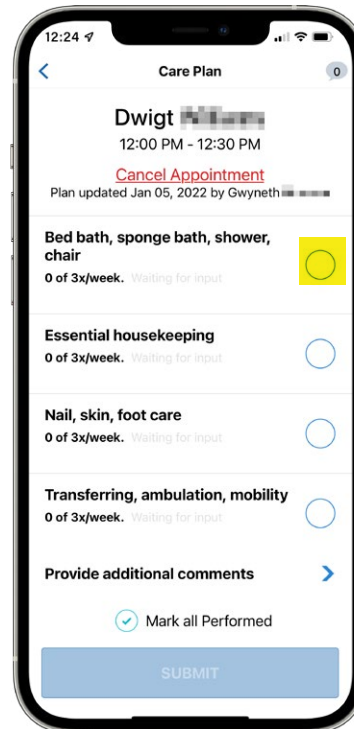 12:24
Care Plan
0
Dwigt
12:00 PM - 12:30 PM
Cancel Appointment
Plan updated Jan 05, 2022 by Gwyneth
Bed bath, sponge bath, shower,
chair
0 of 3x/week. Waiting for input
Essential housekeeping
0 of 3x/week. Waiting for input
Nail, skin, foot care
0 of 3x/week. Waiting for input
Transferring, ambulation, mobility
0 of 3x/week. Waiting for input
Provide additional comments
Mark all Performed
SUBMIT